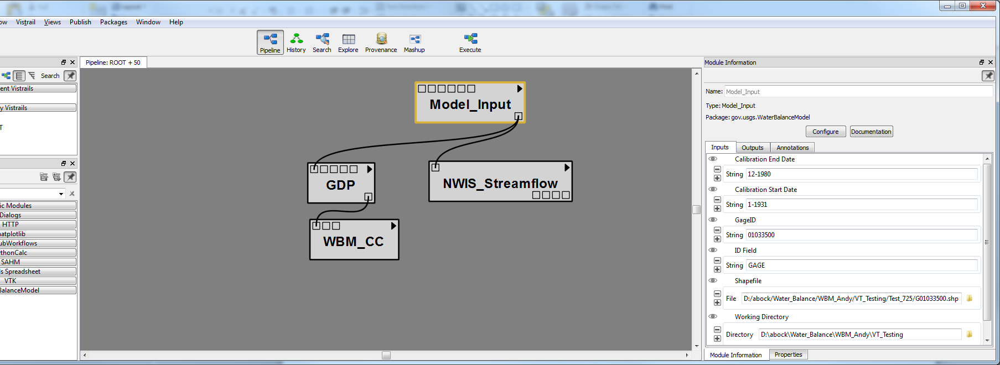 ow Vistrail Views Publish Packages Window Help
Pipeline History Search Explore Provenance Mashup Execute
Pipeline: ROOT + 50
Search
ent Vistrails
y Vistrails
T
ic Modules
Dialogs
HTTP
natplotlib
ubWorkflows
rthonCalc
SAHM
ls Spreadsheet
VTK
BalanceModel
Model_Input
GDP
NWIS_Streamflow
WBM_CC
Module Information
Name: Model_Input
Type: Model_Input
Package: gov.usgs.WaterBalanceModel
Configure Documentation
Inputs Outputs Annotations
Calibration End Date
String 12-1980
Calibration Start Date
String 1-1931
GageID
String 01033500
ID Field
String GAGE
Shapefile
File D:/abock/Water_Balance/WBM_Andy/VT_Testing/Test_725/G01033500.shp
Working Directory
Directory D:\abock\Water_Balance\WBM_Andy\VT_Testing
Module Information Properties